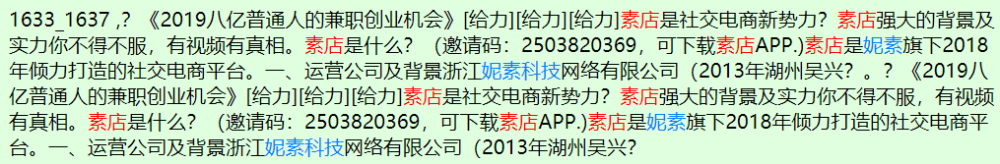 1633_1637 ,？《2019八亿普通人的兼职创业机会》[给力][给力][给力]素店是社交电商新势力？素店强大的背景及
实力你不得不服，有视频有真相。素店是什么？（邀请码：2503820369，可下载素店APP.)素店是妮素旗下2018
年倾力打造的社交电商平台。一、运营公司及背景浙江妮素科技网络有限公司（2013年湖州吴兴？。？《2019八
亿普通人的兼职创业机会》[给力][给力][给力]素店是社交电商新势力？素店强大的背景及实力你不得不服，有视频
有真相。素店是什么？（邀请码：2503820369，可下载素店APP.)素店是妮素旗下2018年倾力打造的社交电商平
台。一、运营公司及背景浙江妮素科技网络有限公司（2013年湖州吴兴？